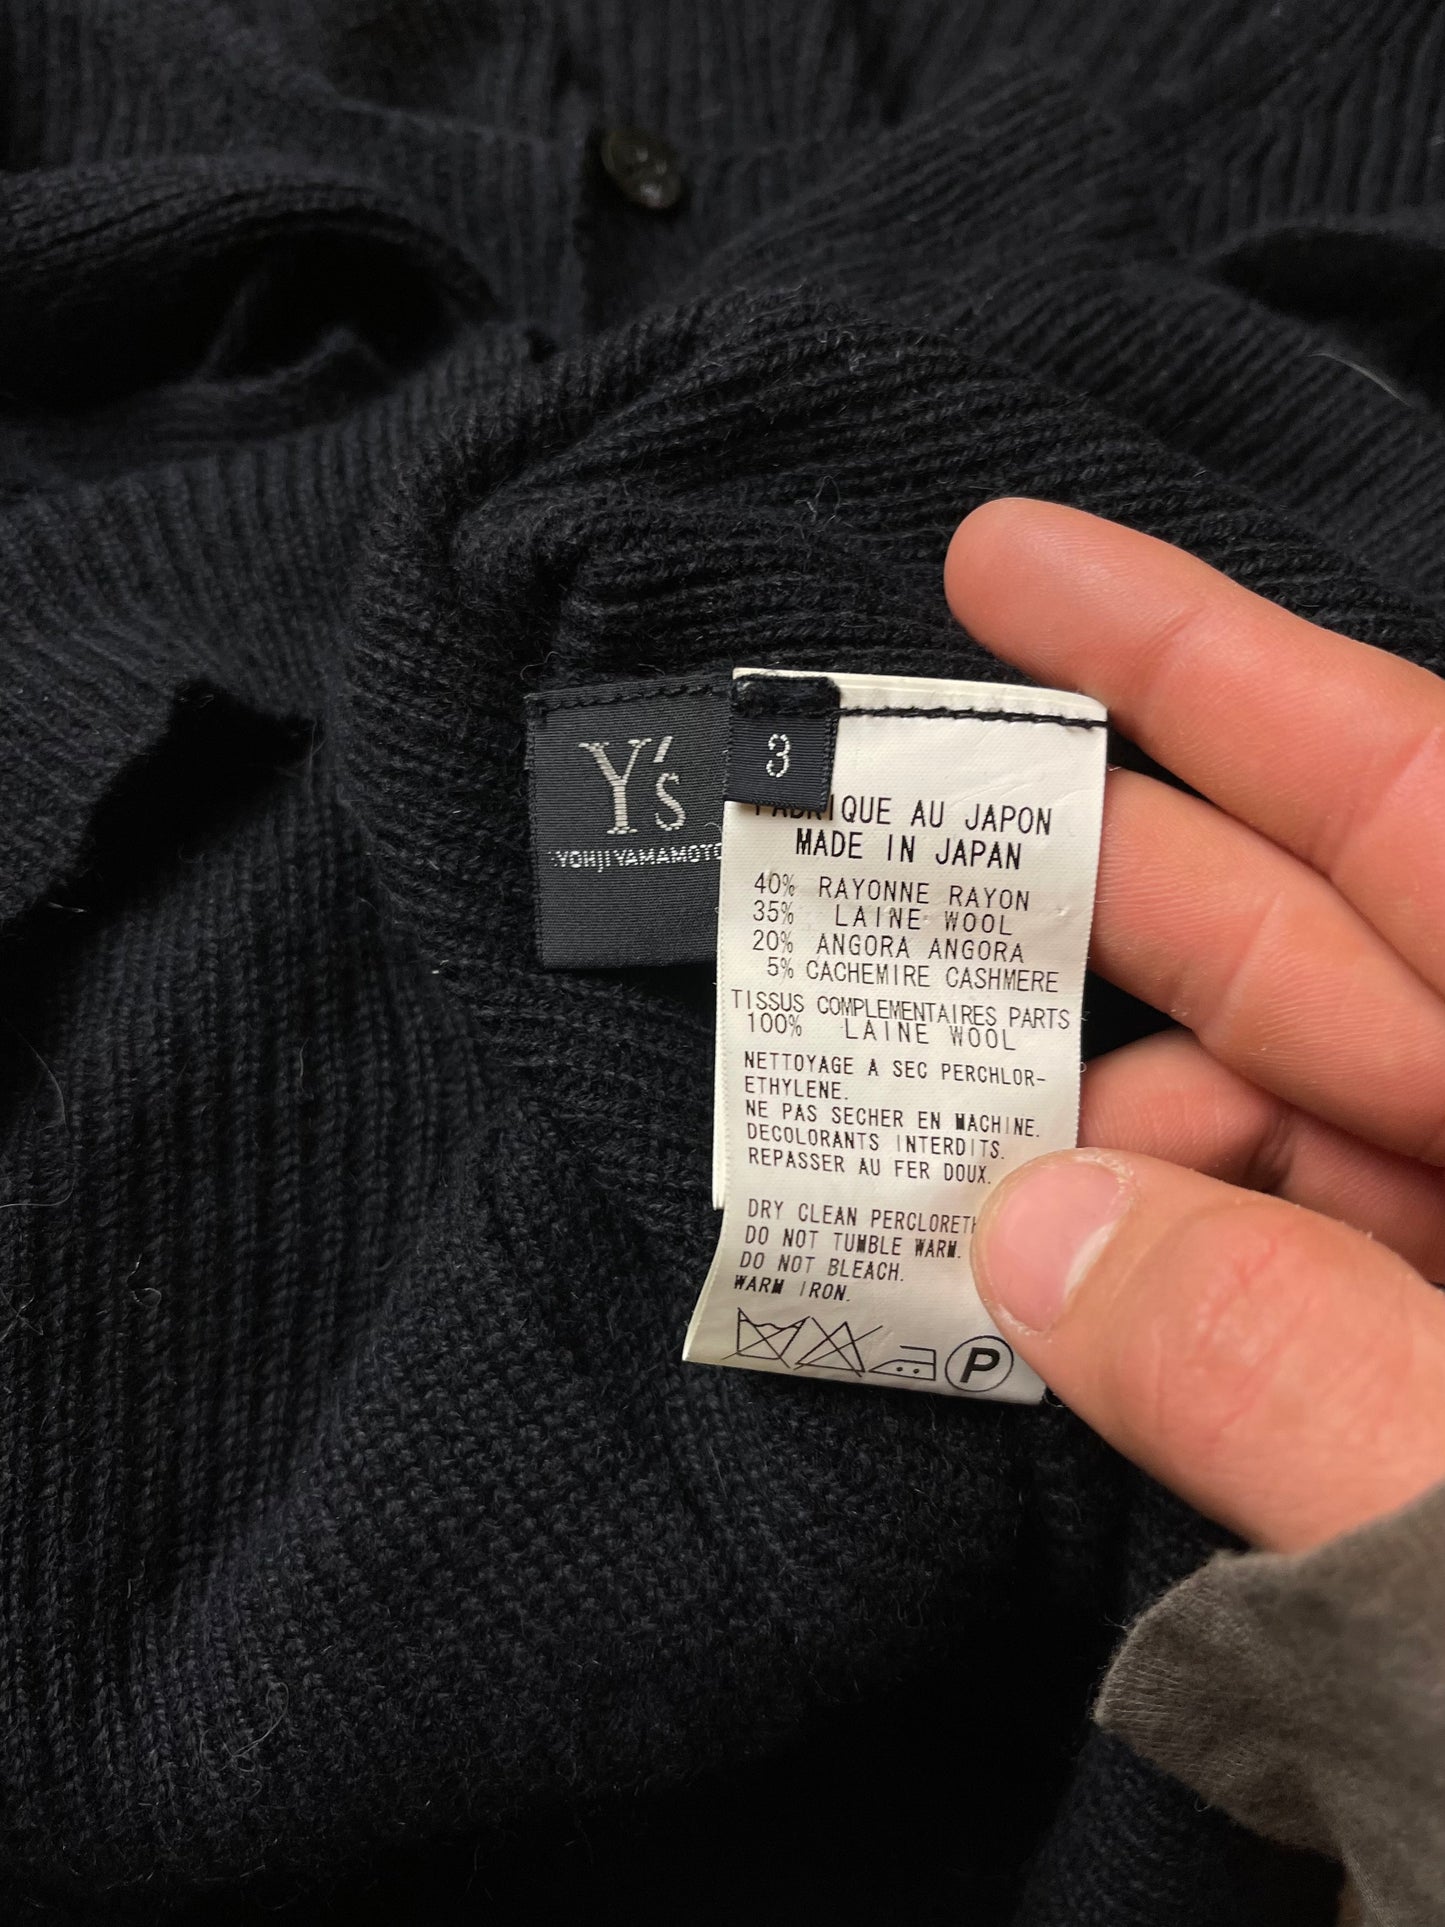 Y's
YOHJI YAMAMOTO
3
FABRIQUE AU JAPON
MADE IN JAPAN
40% RAYONNE RAYON
35% LAINE WOOL
20% ANGORA ANGORA
5% CACHEMIRE CASHMERE
TISSUS COMPLEMENTAIRES PARTS
100% LAINE WOOL
NETTOYAGE A SEC PERCHLOR-
ETHYLENE.
NE PAS SECHER EN MACHINE.
DECOLORANTS INTERDITS.
REPASSER AU FER DOUX.
DRY CLEAN PERCLORETH
DO NOT TUMBLE WARM.
DO NOT BLEACH.
WARM IRON.
P